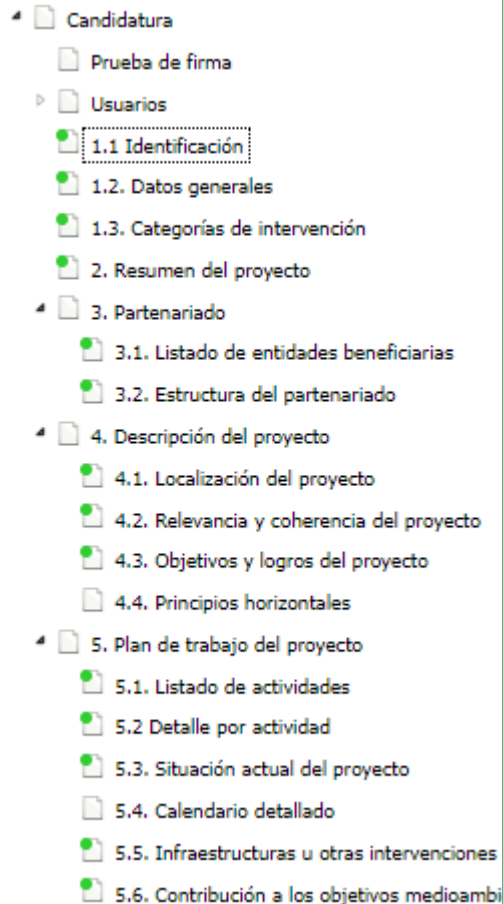 Candidatura
Prueba de firma
Usuarios
1.1 Identificación
1.2. Datos generales
1.3. Categorías de intervención
2. Resumen del proyecto
3. Partenariado
3.1. Listado de entidades beneficiarias
3.2. Estructura del partenariado
4. Descripción del proyecto
4.1. Localización del proyecto
4.2. Relevancia y coherencia del proyecto
4.3. Objetivos y logros del proyecto
4.4. Principios horizontales
5. Plan de trabajo del proyecto
5.1. Listado de actividades
5.2 Detalle por actividad
5.3. Situación actual del proyecto
5.4. Calendario detallado
5.5. Infraestructuras u otras intervenciones
5.6. Contribución a los objetivos medioambi